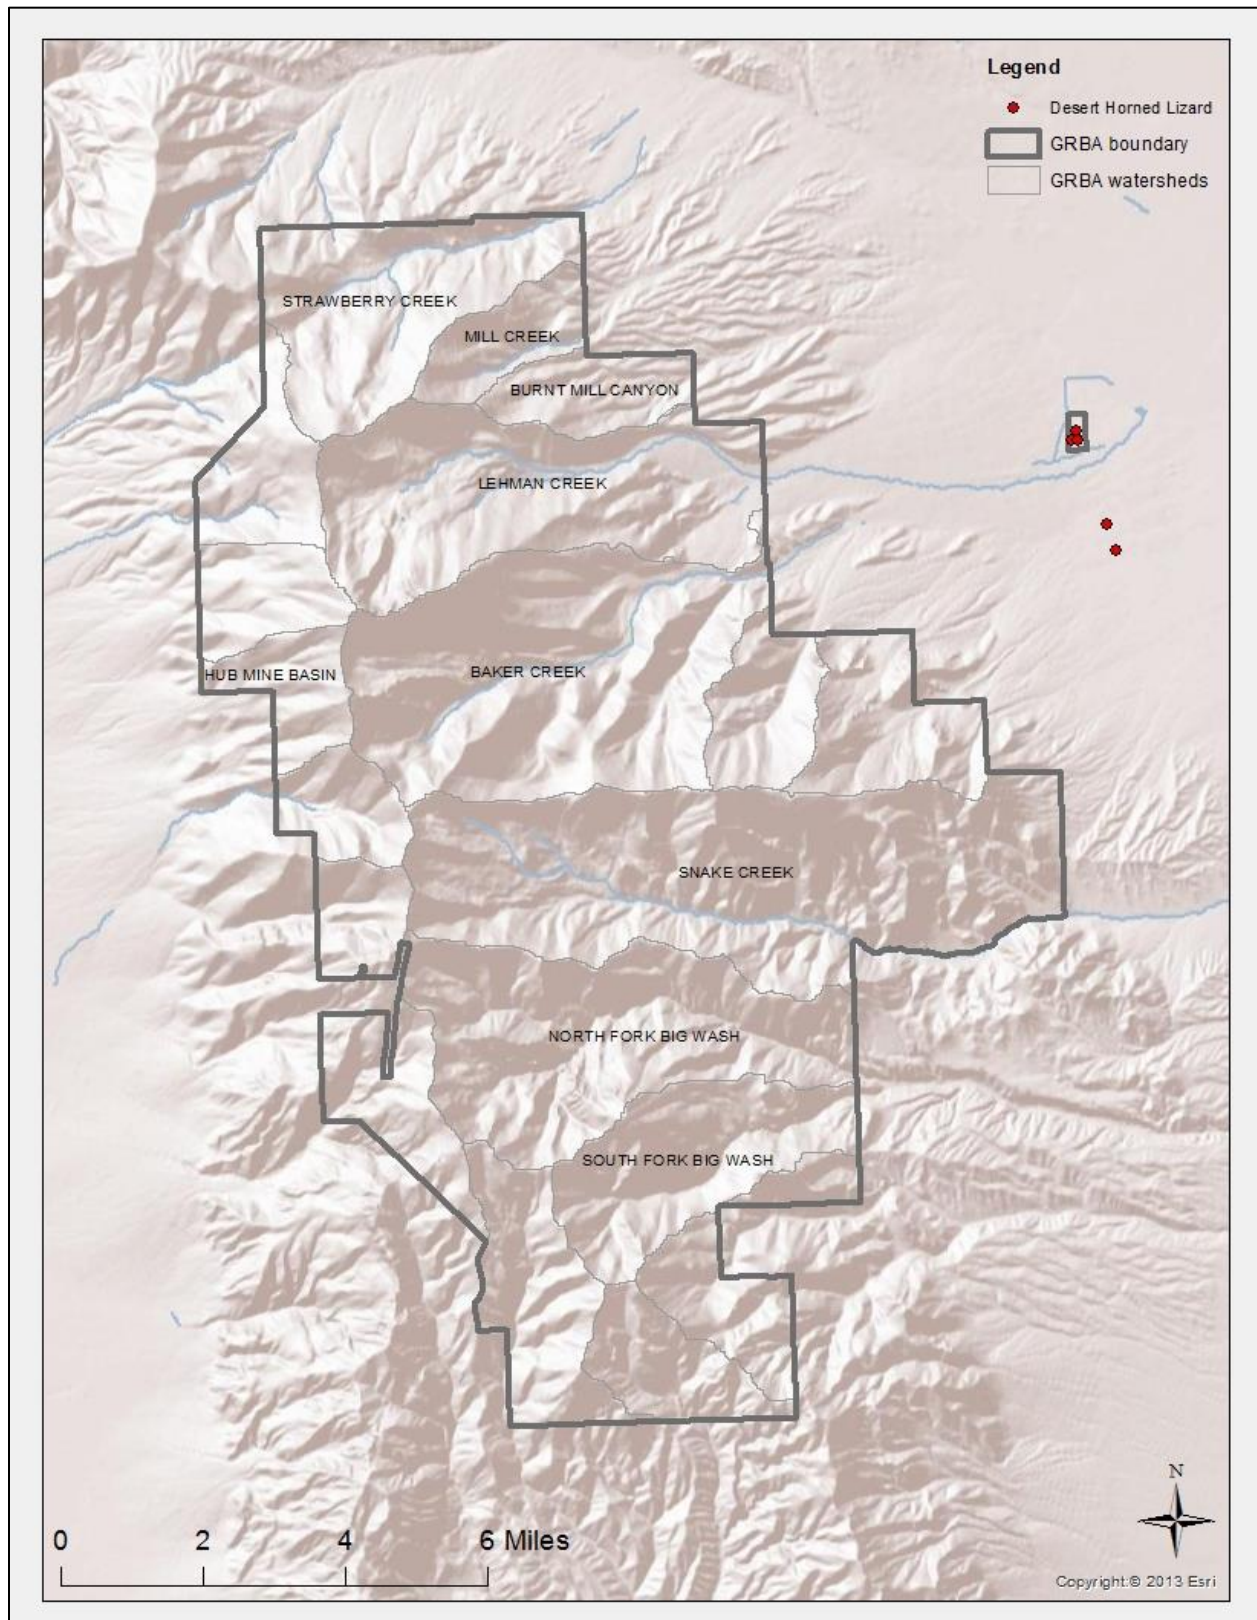 Legend
Desert Horned Lizard
GRBA boundary
GRBA watersheds
STRAWBERRY CREEK
MILL CREEK
BURNT MILL CANYON
LEHMAN CREEK
BAKER CREEK
HUB MINE BASIN
SNAKE CREEK
NORTH FORK BIG WASH
SOUTH FORK BIG WASH
N
0 2 4 6 Miles
Copyright:© 2013 Esri